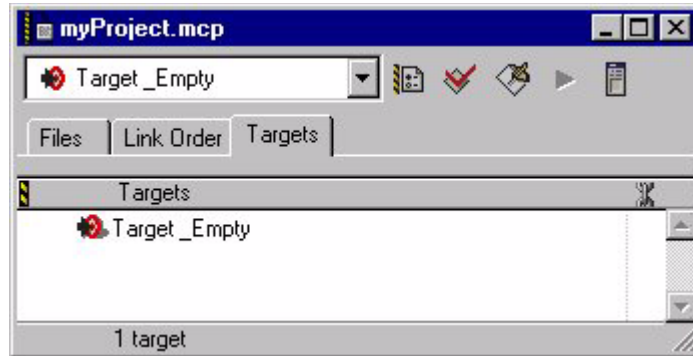 myProject.mcp
Target _Empty
Files Link Order Targets
Targets
Target _Empty
1 target